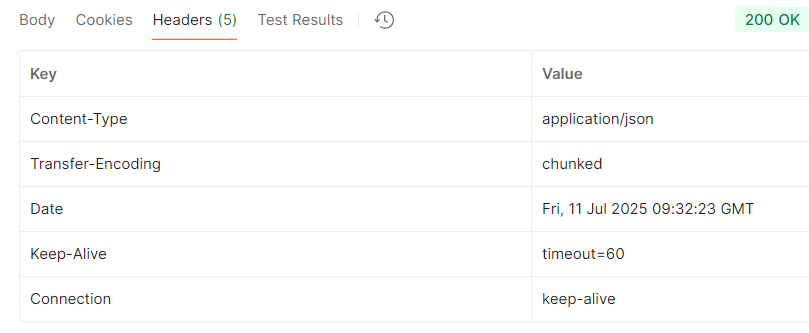 Body Cookies Headers (5) Test Results 200 OK
Key Value
Content-Type application/json
Transfer-Encoding chunked
Date Fri, 11 Jul 2025 09:32:23 GMT
Keep-Alive timeout=60
Connection keep-alive